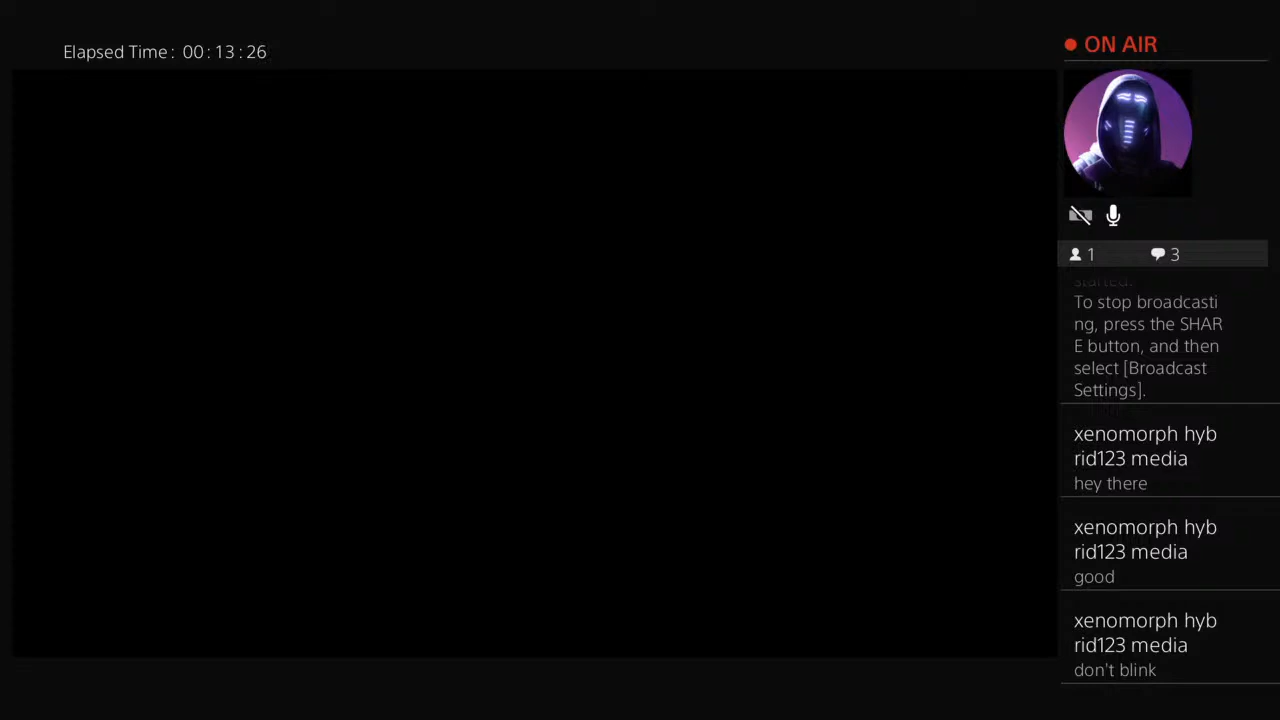 Elapsed Time: 00:13:26
ON AIR
1 3
started.
To stop broadcasti
ng, press the SHAR
E button, and then
select [Broadcast
Settings].
xenomorph hyb
rid123 media
hey there
xenomorph hyb
rid123 media
good
xenomorph hyb
rid123 media
don't blink